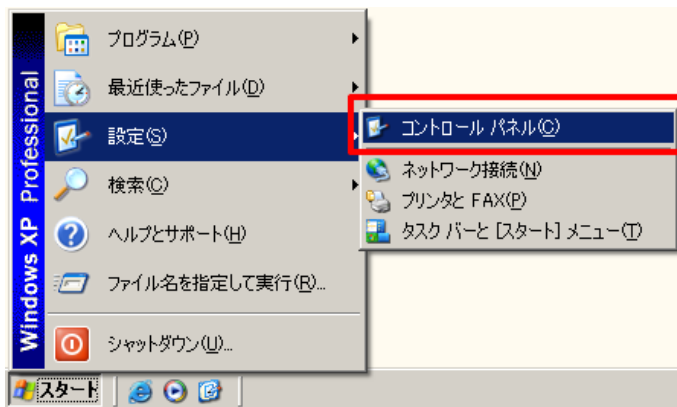 Windows XP Professional
プログラム(P)
最近使ったファイル(D)
設定(S)
検索(C)
ヘルプとサポート(H)
ファイル名を指定して実行(R)...
シャットダウン(U)...
コントロール パネル(C)
ネットワーク接続(N)
プリンタと FAX(P)
タスク バーと [スタート] メニュー(T)
スタート